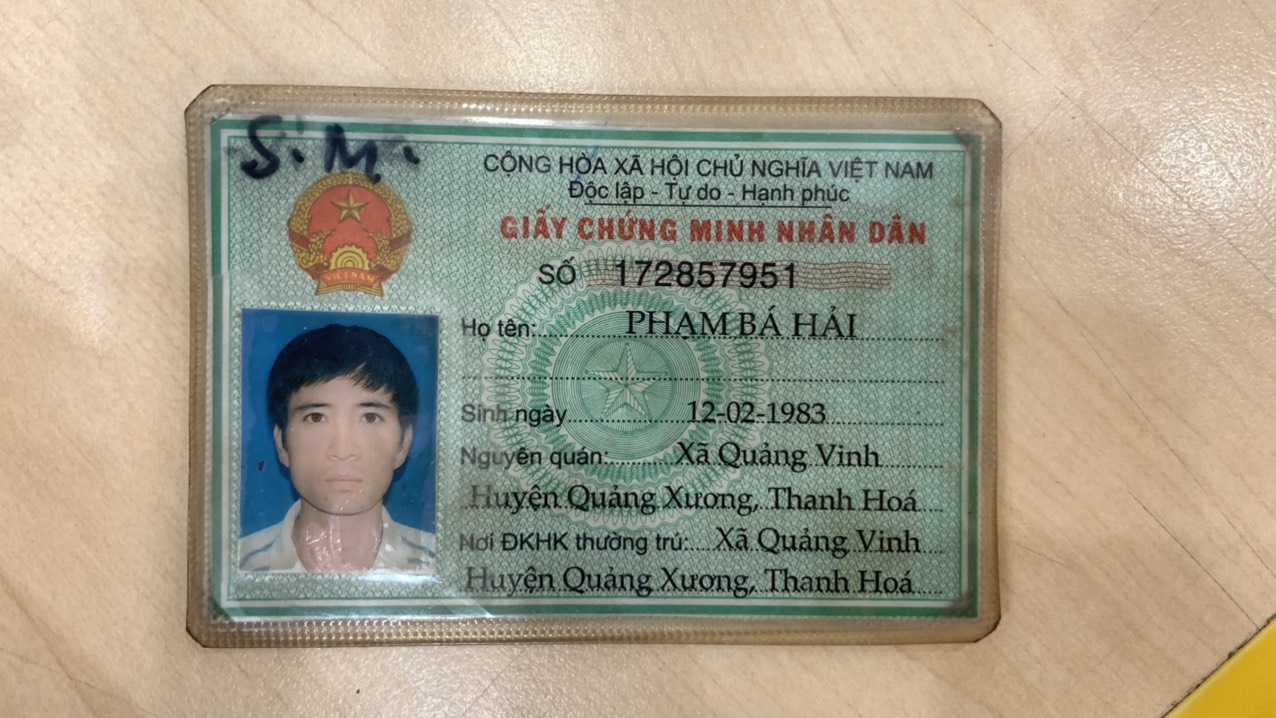 S. M.
CỘNG HÒA XÃ HỘI CHỦ NGHĨA VIỆT NAM
Độc lập - Tự do - Hạnh phúc
GIẤY CHỨNG MINH NHÂN DÂN
SỐ 172857951
VIỆT NAM
Họ tên: PHẠM BÁ HẢI
Sinh ngày 12-02-1983
Nguyên quán: Xã Quảng Vinh
Huyện Quảng Xương, Thanh Hoá
Nơi ĐKHK thường trú: Xã Quảng Vinh
Huyện Quảng Xương, Thanh Hoá